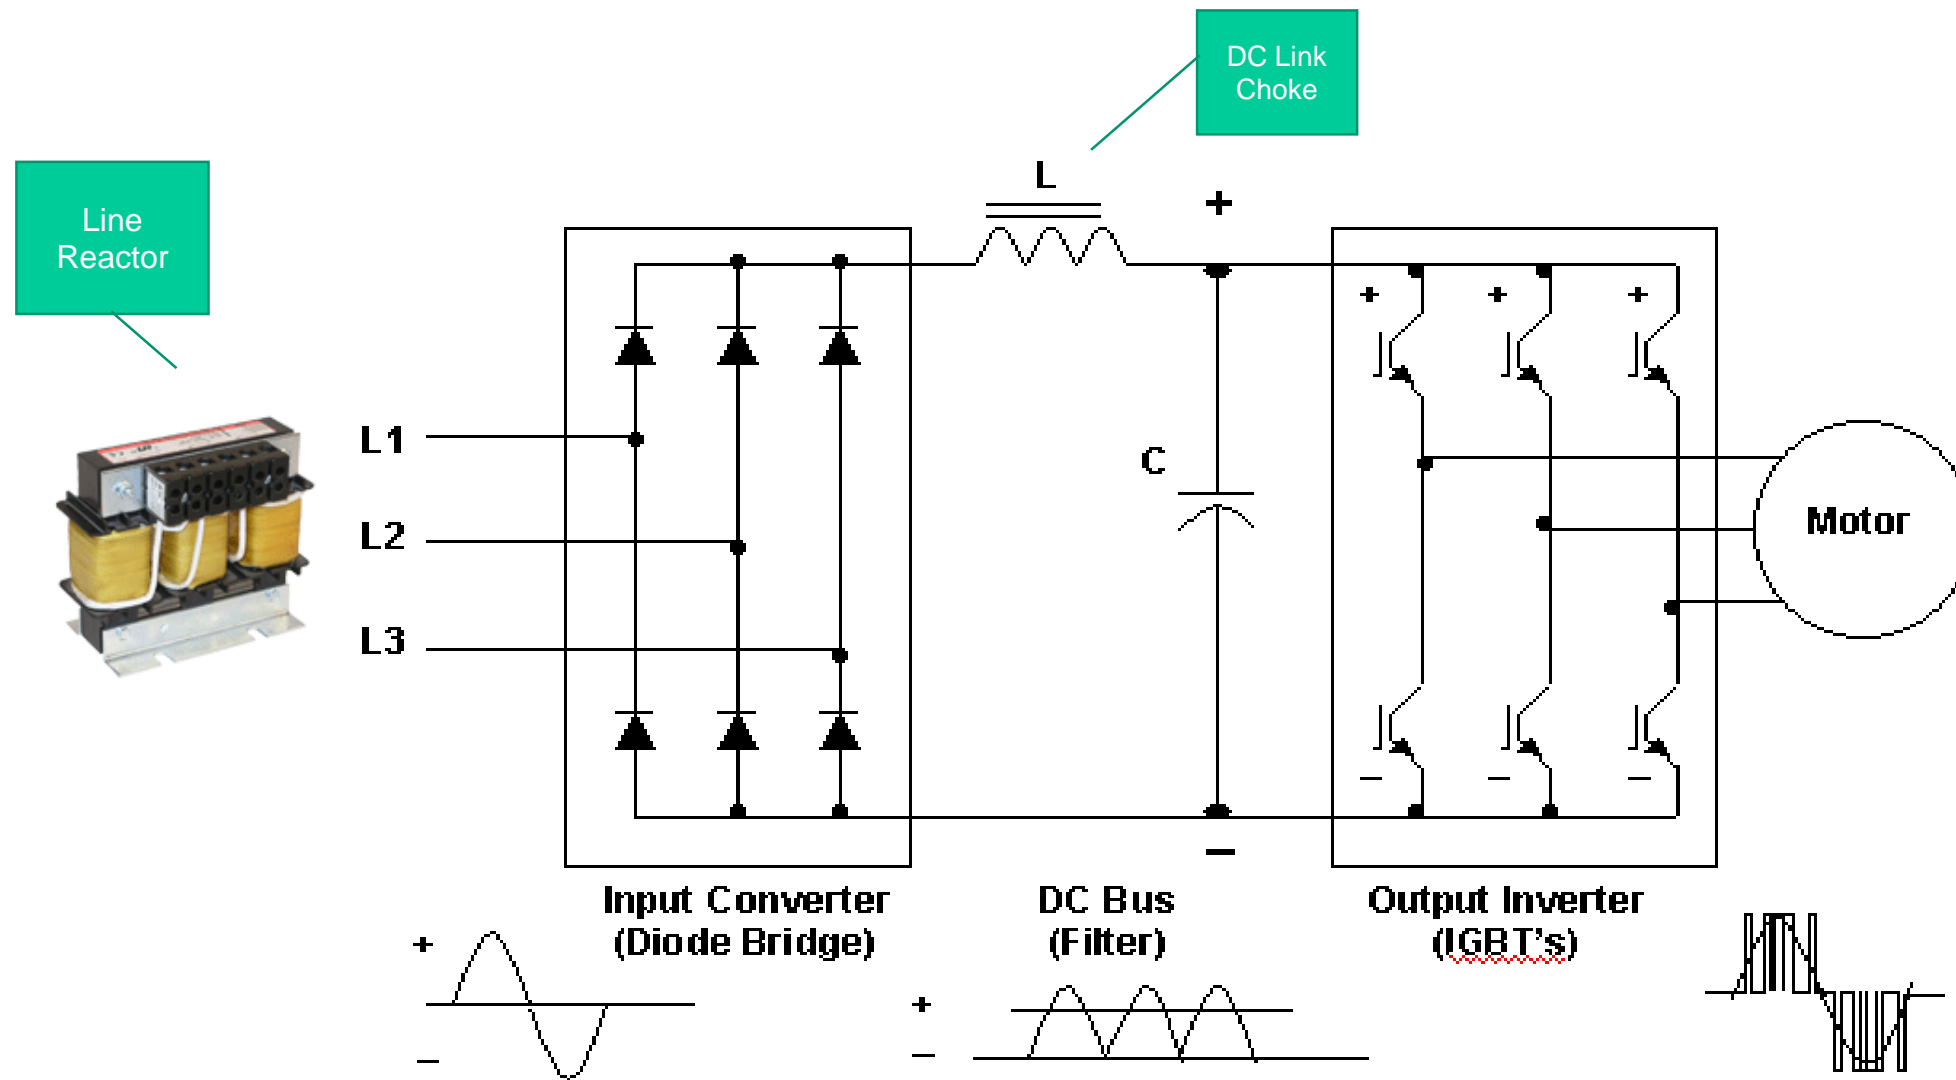 DC Link
Choke
Line
Reactor
L
+
+ + +
L1
C
L2
Motor
L3
– – –
–
Input Converter
(Diode Bridge)
DC Bus
(Filter)
Output Inverter
(IGBT's)
+
–
+
–